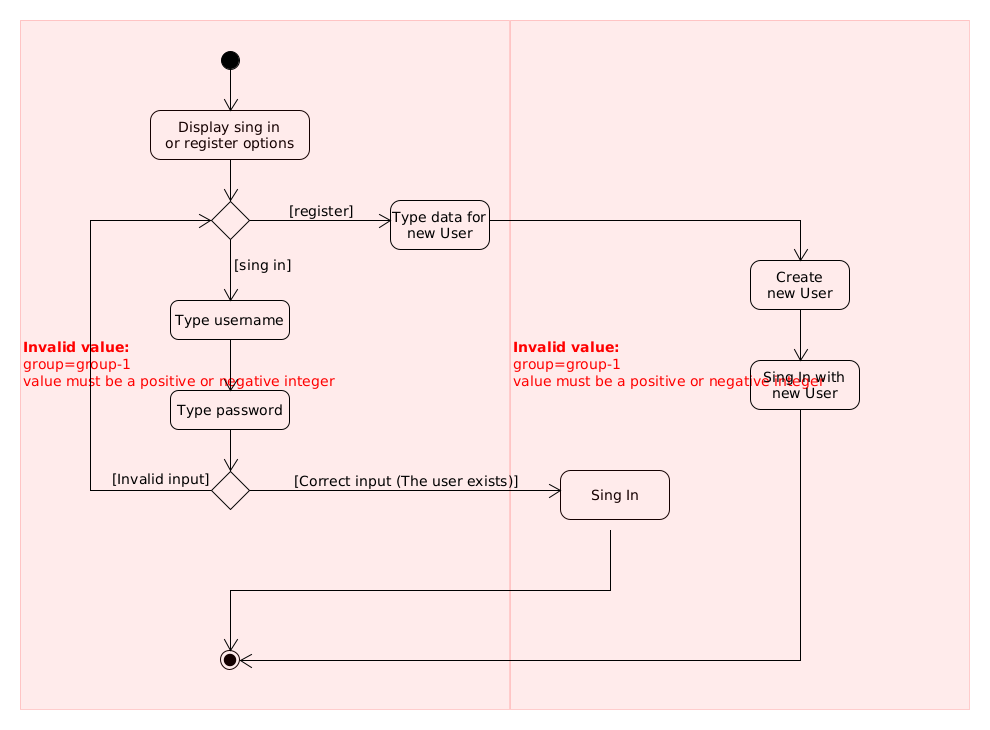 Display sing in
or register options
[register]
Type data for
new User
[sing in]
Create
new User
Type username
Invalid value:
group=group-1
value must be a positive or negative integer
Invalid value:
group=group-1
value must be a positive or negative integer
Sing In with
new User
Type password
[Invalid input]
[Correct input (The user exists)]
Sing In